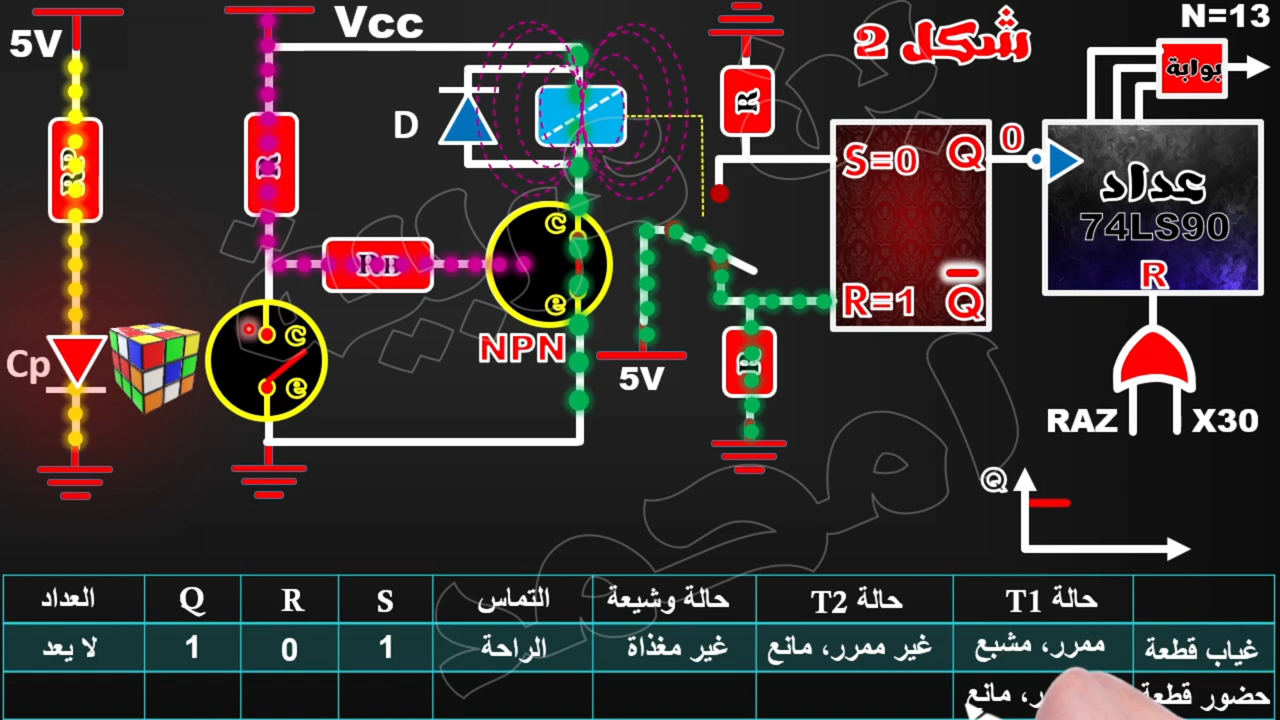 5V
Vcc
شكل 2
N=13
بوابة
R2
R
D
C
R
S=0
Q
0
عداد
74LS90
RB
e
NPN
R=1
Q
R
Cp
C
e
5V
R
RAZ
X30
Q
حالة T1
حالة T2
حالة وشيعة
التماس
S
R
Q
العداد
غياب قطعة
ممرر، مشبع
غير ممرر، مانع
غير مغذاة
الراحة
1
0
1
لا يعد
حضور قطعة
مانع